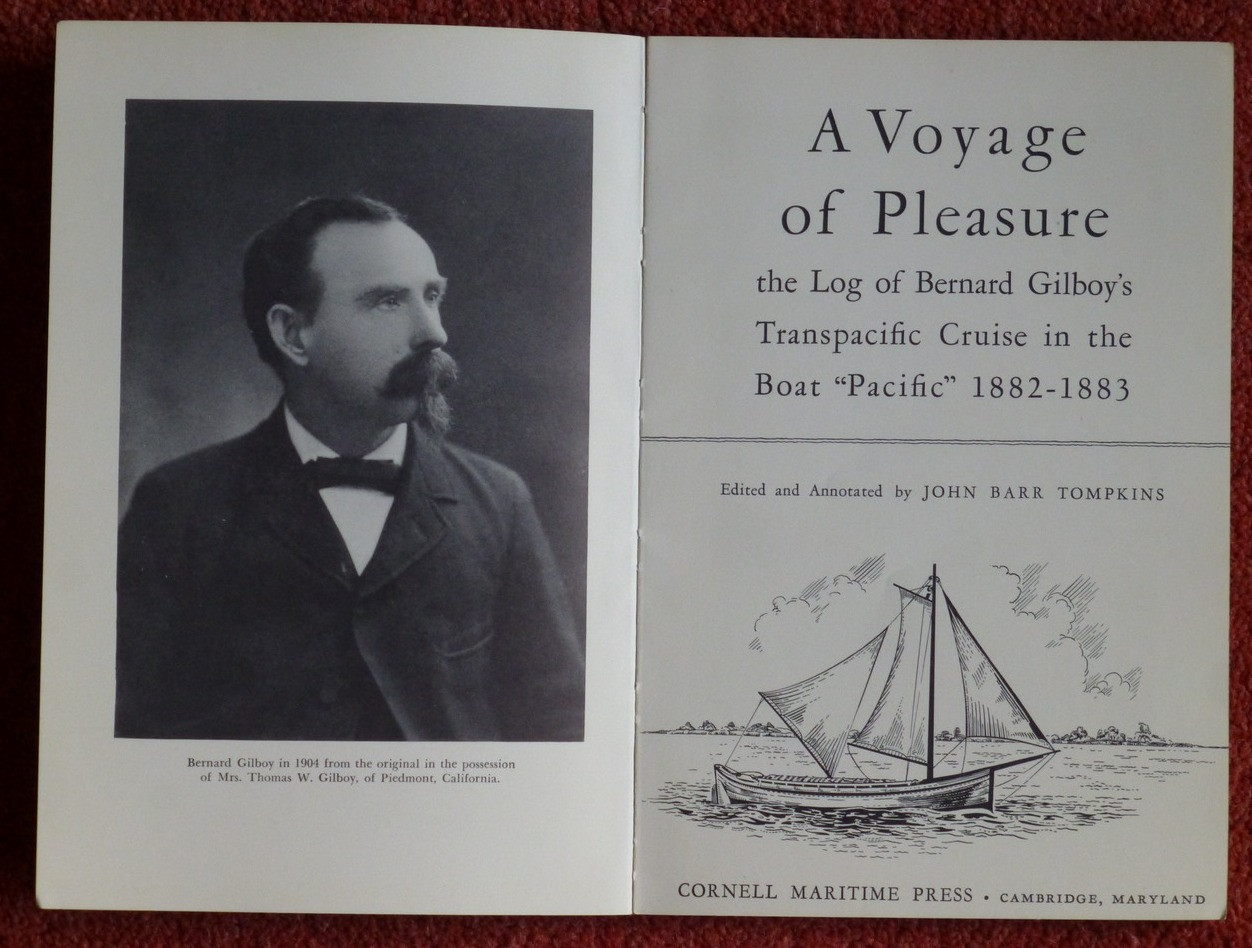 Bernard Gilboy in 1904 from the original in the possession
of Mrs. Thomas W. Gilboy, of Piedmont, California.
A Voyage
of Pleasure
the Log of Bernard Gilboy's
Transpacific Cruise in the
Boat “Pacific” 1882-1883
Edited and Annotated by JOHN BARR TOMPKINS
CORNELL MARITIME PRESS • CAMBRIDGE, MARYLAND